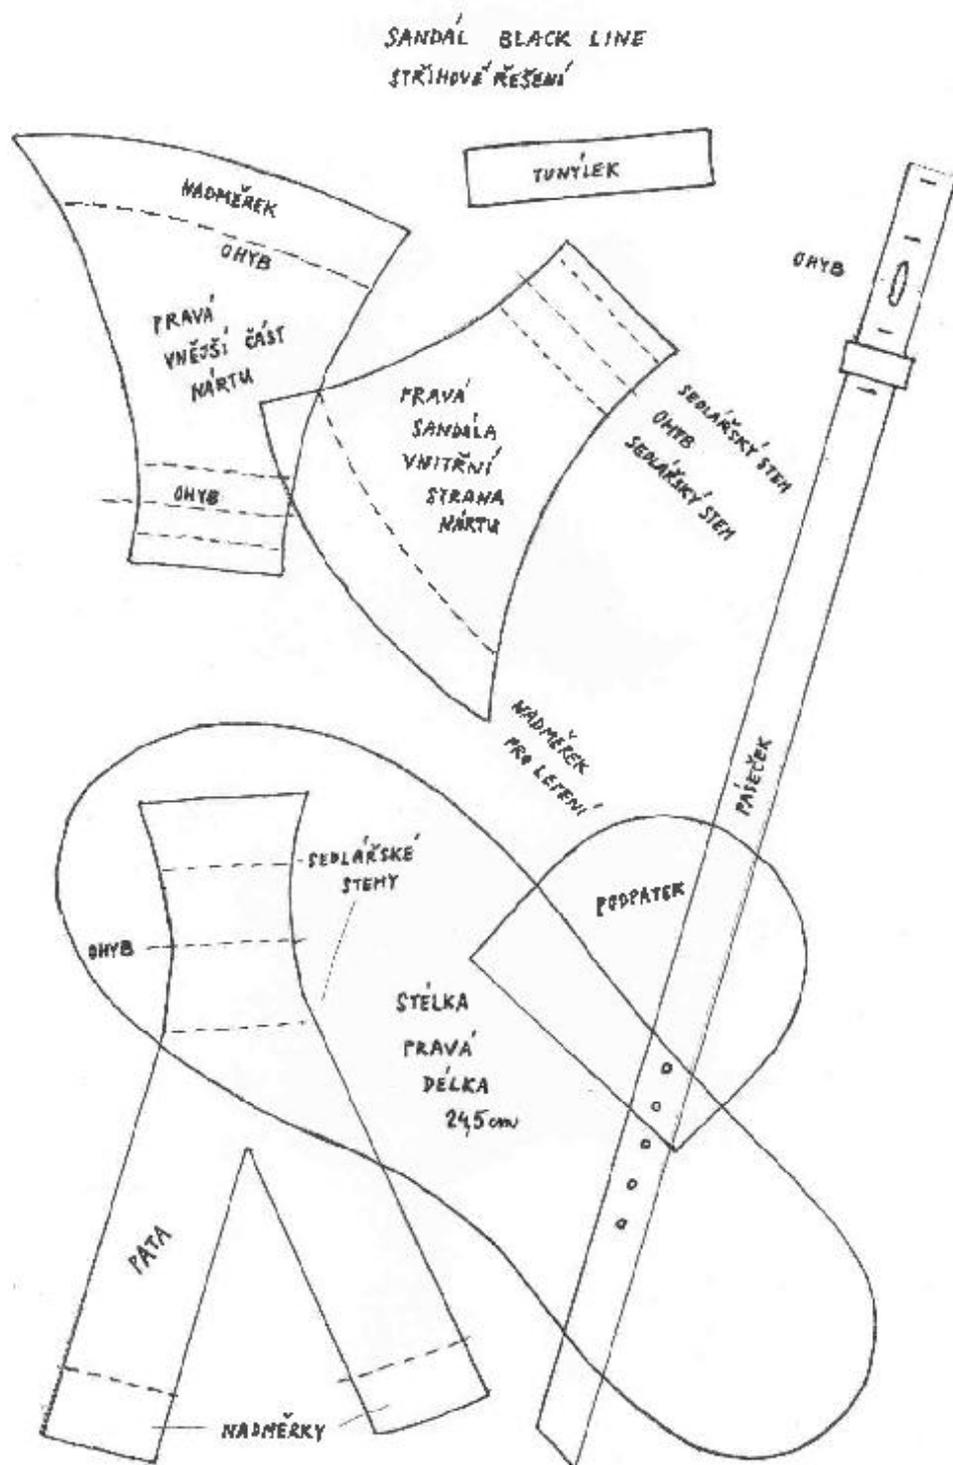 SANDÁL BLACK LINE
STŘIHOVÉ ŘEŠENÍ
TUNÝLEK
NADMĚREK
OHYB
OHYB
PRAVÁ
VNĚJŠÍ ČÁST
NÁRTU
PRAVÁ
SANDÁLA
VNITŘNÍ
STRANA
NÁRTU
SEDLÁŘSKÝ STEH
OHYB
SEDLÁŘSKÝ STEH
OHYB
NADMĚREK
PRO LEPENÍ
PÁSEČEK
SEDLÁŘSKÉ
STEHY
PODPATEK
OHYB
STÉLKA
PRAVÁ
DÉLKA
24,5 cm
PATA
NADMĚRKY